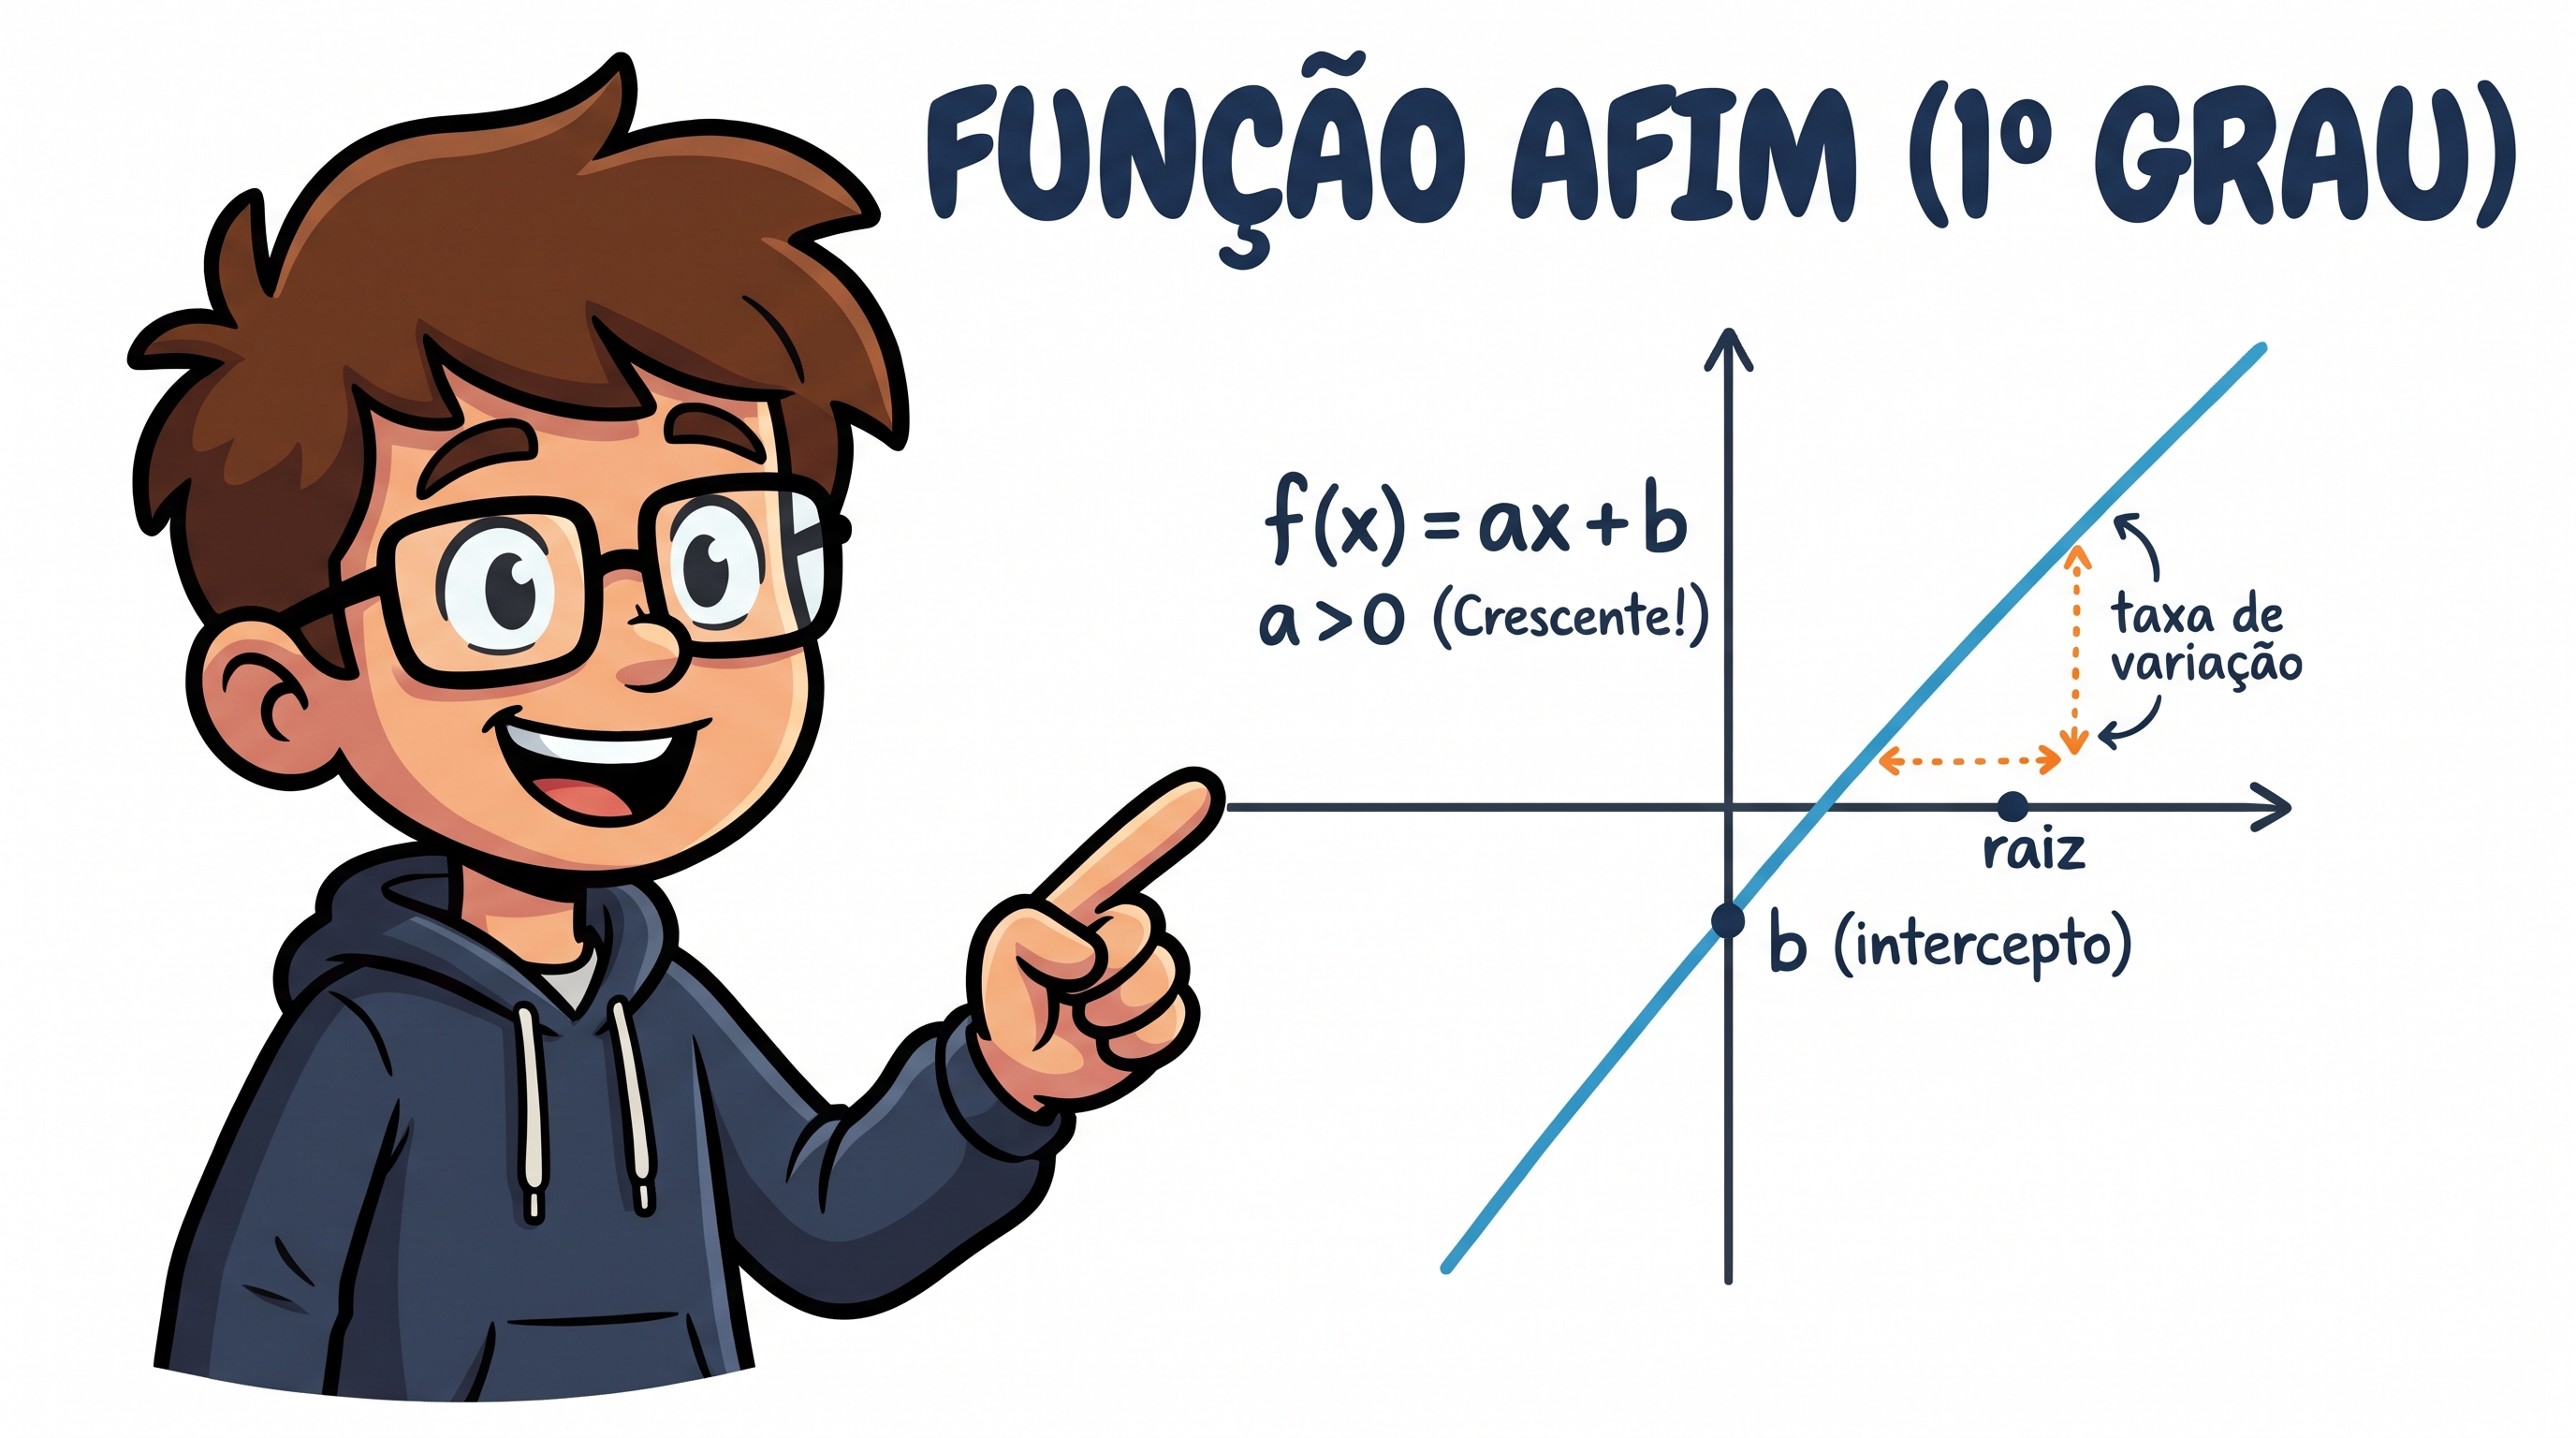 FUNÇÃO AFIM (1º GRAU)
f(x) = ax + b
a > 0 (Crescente!)
taxa de
variação
raiz
b (intercepto)